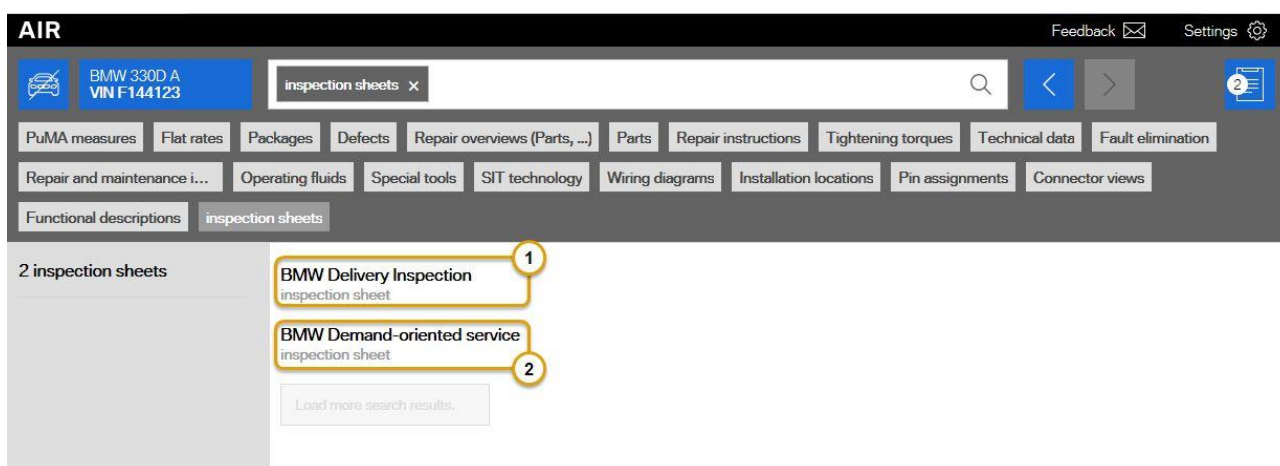 AIR
Feedback
Settings
BMW 330D A
VIN F144123
inspection sheets x
2
PuMA measures Flat rates Packages Defects Repair overviews (Parts, ...) Parts Repair instructions Tightening torques Technical data Fault elimination
Repair and maintenance i... Operating fluids Special tools SIT technology Wiring diagrams Installation locations Pin assignments Connector views
Functional descriptions inspection sheets
2 inspection sheets
1
BMW Delivery Inspection
inspection sheet
BMW Demand-oriented service
inspection sheet
2
Load more search results.